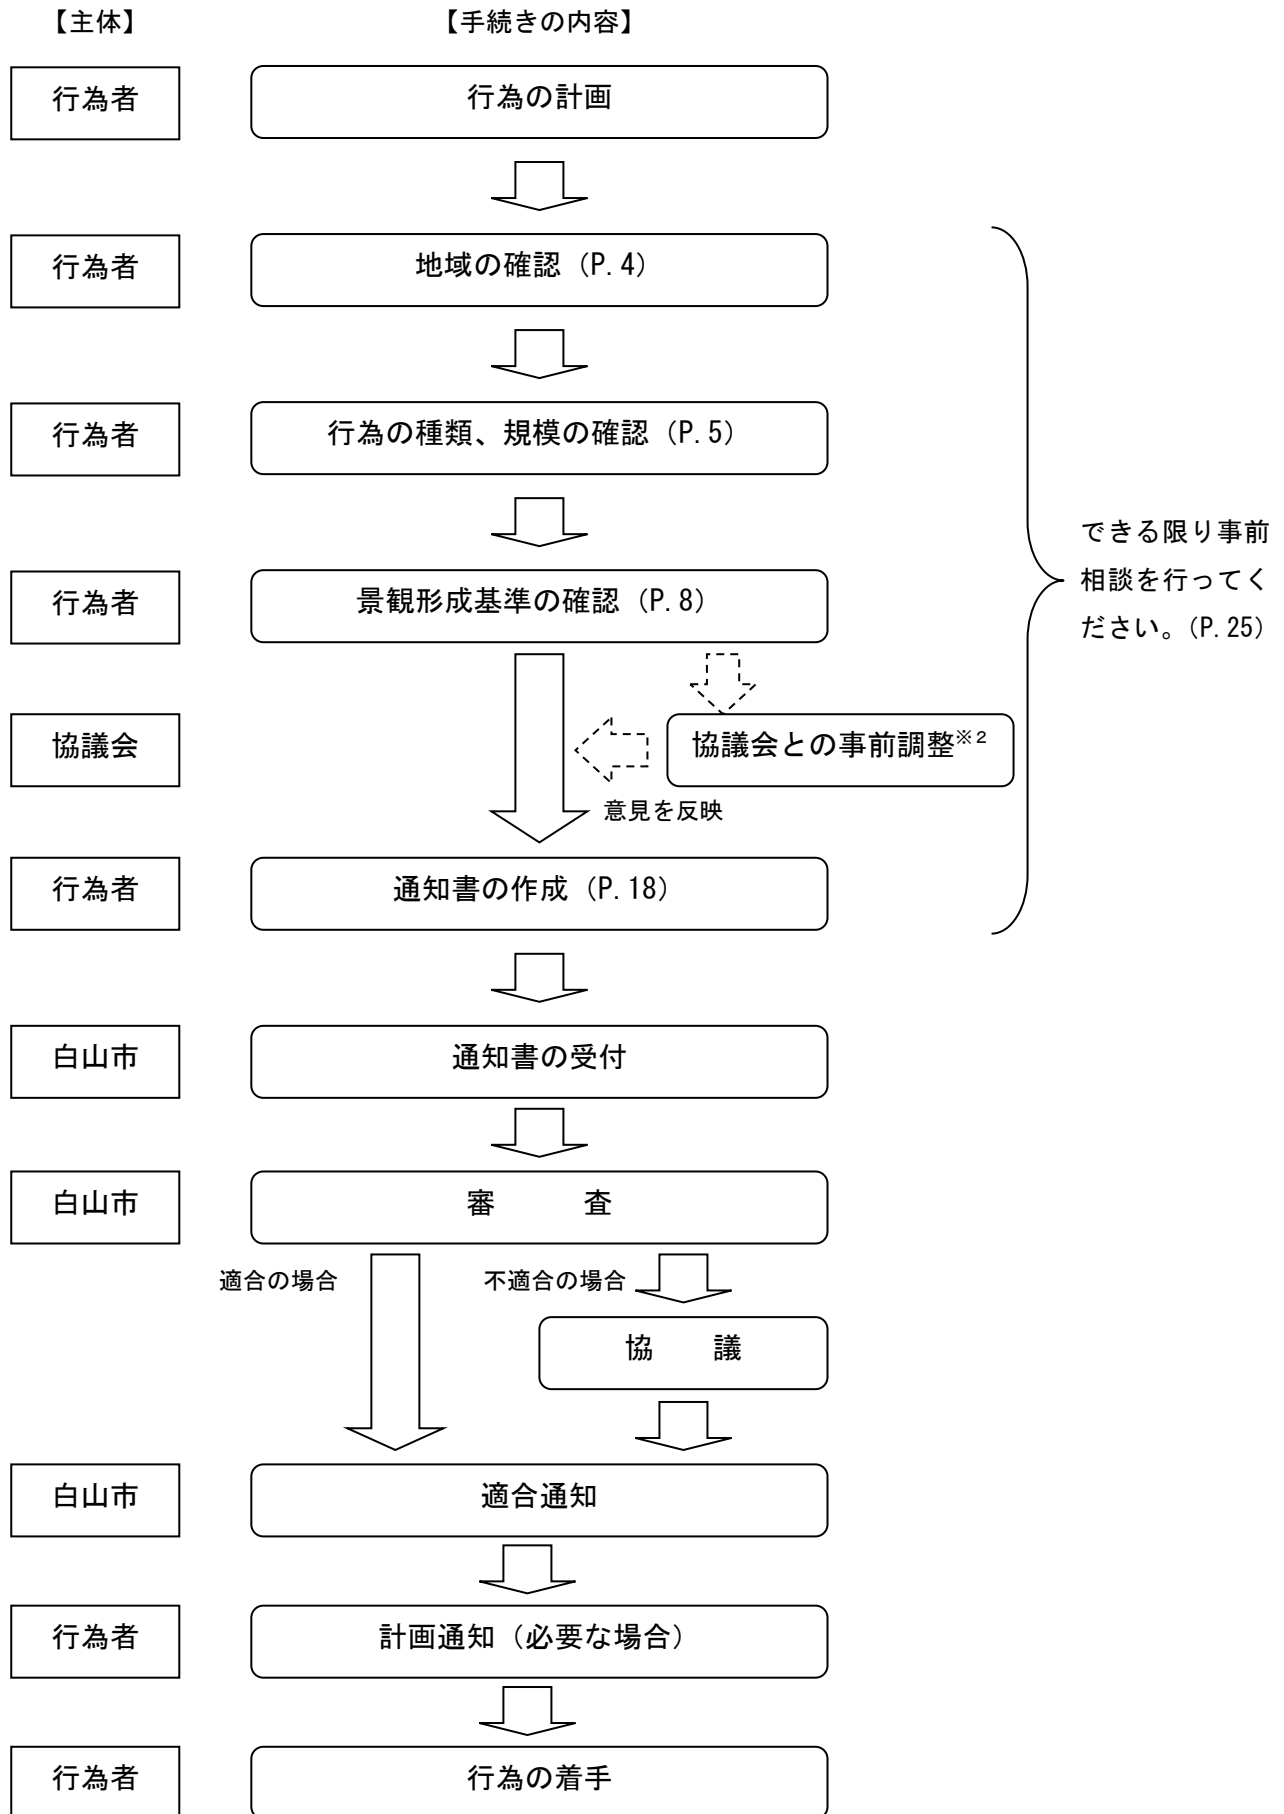 【主体】 【手続きの内容】
行為者 行為の計画
行為者 地域の確認（P.4）
行為者 行為の種類、規模の確認（P.5）
できる限り事前
相談を行ってく
ださい。（P.25）
行為者 景観形成基準の確認（P.8）
協議会 協議会との事前調整※2
意見を反映
行為者 通知書の作成（P.18）
白山市 通知書の受付
白山市 審 査
適合の場合 不適合の場合
協 議
白山市 適合通知
行為者 計画通知（必要な場合）
行為者 行為の着手